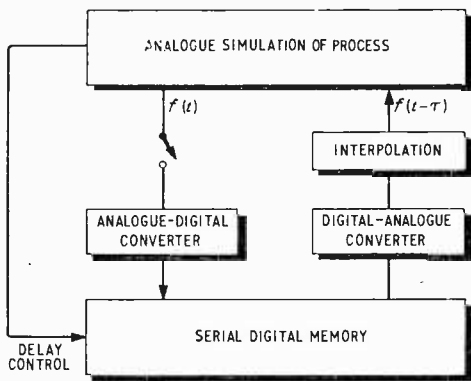 ANALOGUE SIMULATION OF PROCESS
f(t)
f(t-τ)
INTERPOLATION
ANALOGUE-DIGITAL
CONVERTER
DIGITAL-ANALOGUE
CONVERTER
SERIAL DIGITAL MEMORY
DELAY
CONTROL